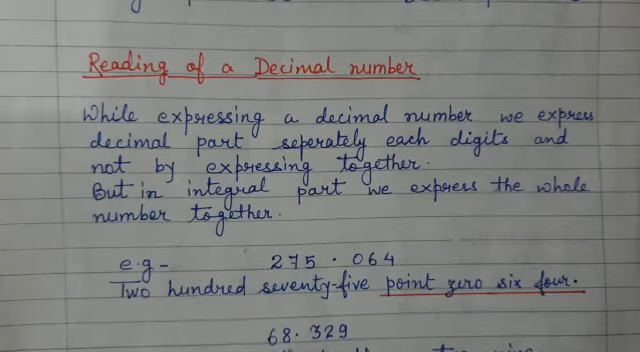 Reading of a Decimal number
While expressing a decimal number we express
decimal part seperately each digits and
not by expressing together.
But in integral part we express the whole
number together.
e.g - 275 . 064
Two hundred seventy-five point zero six four.
68. 329